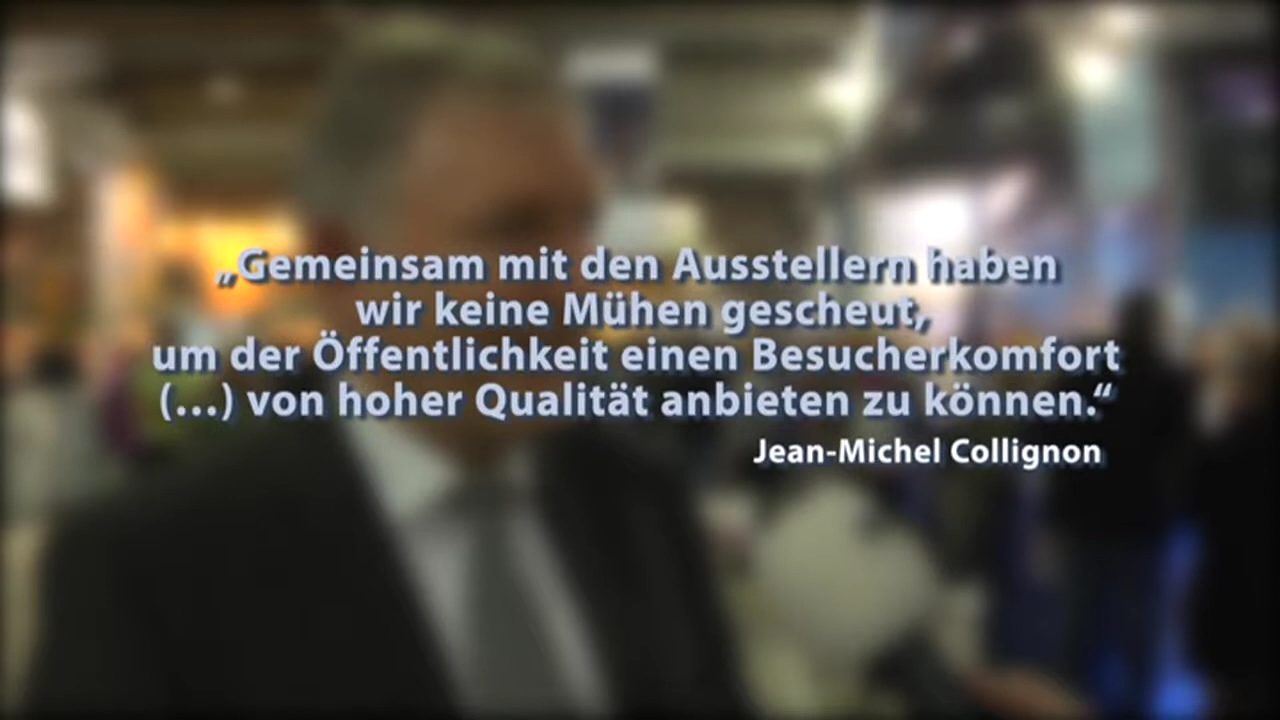 „Gemeinsam mit den Ausstellern haben
wir keine Mühen gescheut,
um der Öffentlichkeit einen Besucherkomfort
(...) von hoher Qualität anbieten zu können.“
Jean-Michel Collignon